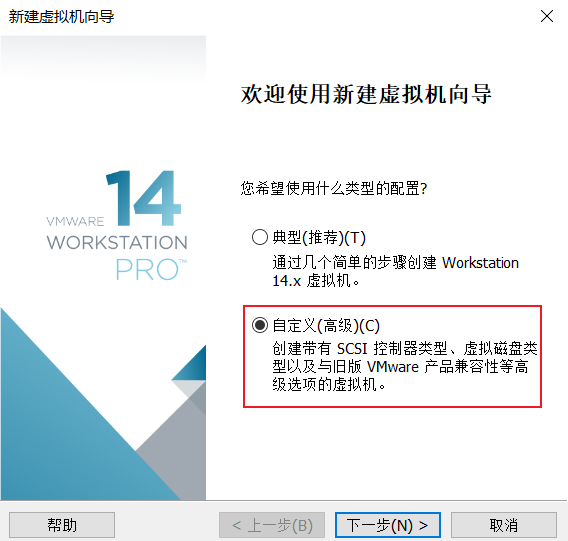 新建虚拟机向导
欢迎使用新建虚拟机向导
14
VMWARE
WORKSTATION
PRO™
您希望使用什么类型的配置?
典型(推荐)(T)
通过几个简单的步骤创建 Workstation
14.x 虚拟机。
自定义(高级)(C)
创建带有 SCSI 控制器类型、虚拟磁盘类
型以及与旧版 VMware 产品兼容性等高
级选项的虚拟机。
帮助
< 上一步(B)
下一步(N) >
取消